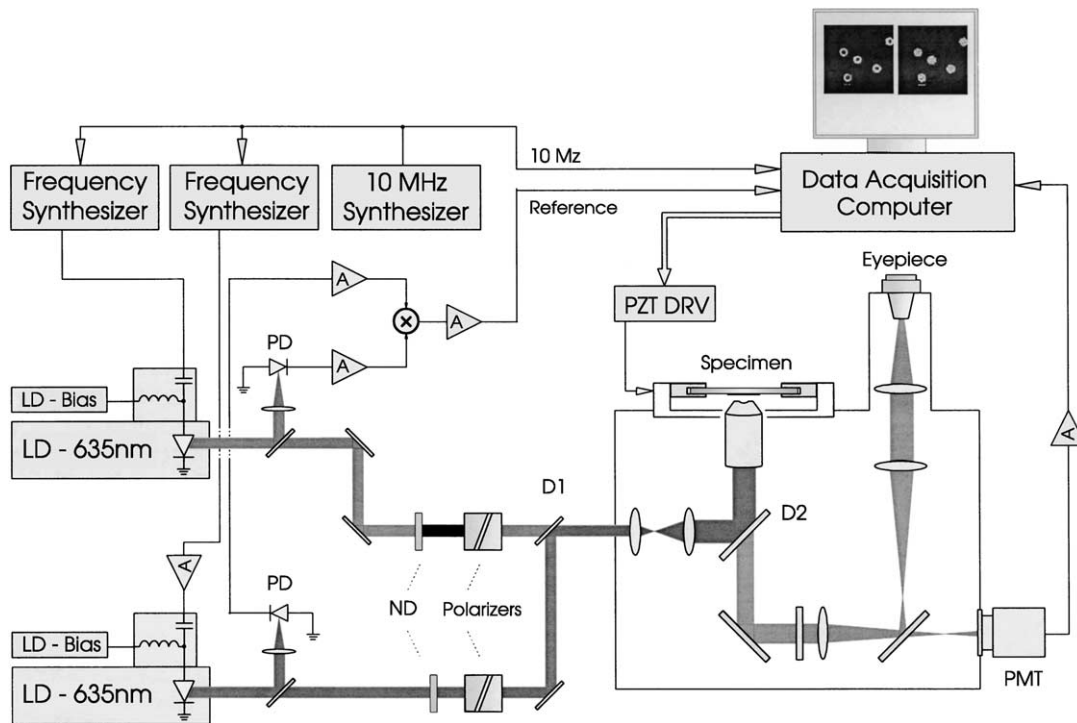 10 Mz
Frequency
Synthesizer
Frequency
Synthesizer
10 MHz
Synthesizer
Reference
Data Acquisition
Computer
Eyepiece
PZT DRV
A
A
A
PD
Specimen
LD - Bias
LD - 635nm
A
D1
D2
A
PD
ND
Polarizers
LD - Bias
LD - 635nm
PMT